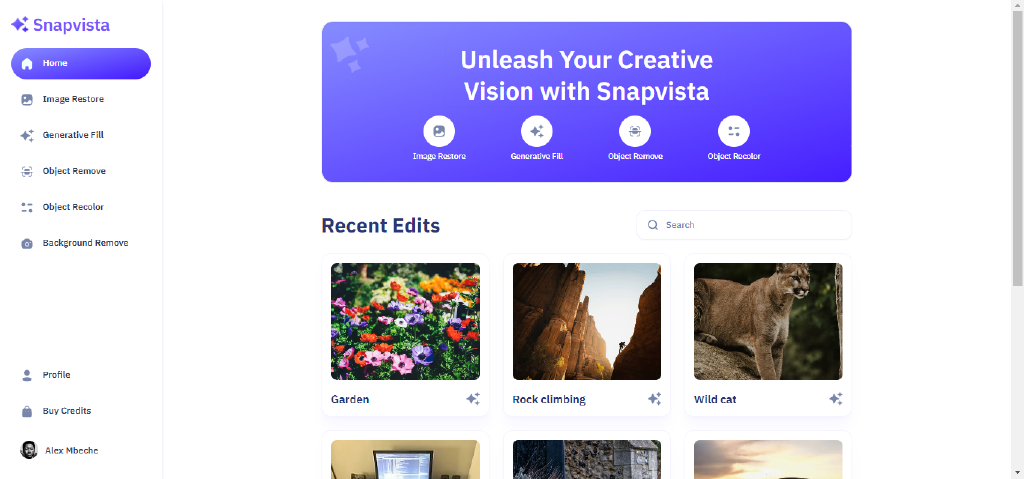 Snapvista
Home
Image Restore
Generative Fill
Object Remove
Object Recolor
Background Remove
Profile
Buy Credits
Alex Mbeche
Unleash Your Creative
Vision with Snapvista
Image Restore
Generative Fill
Object Remove
Object Recolor
Recent Edits
Search
Garden
Rock climbing
Wild cat